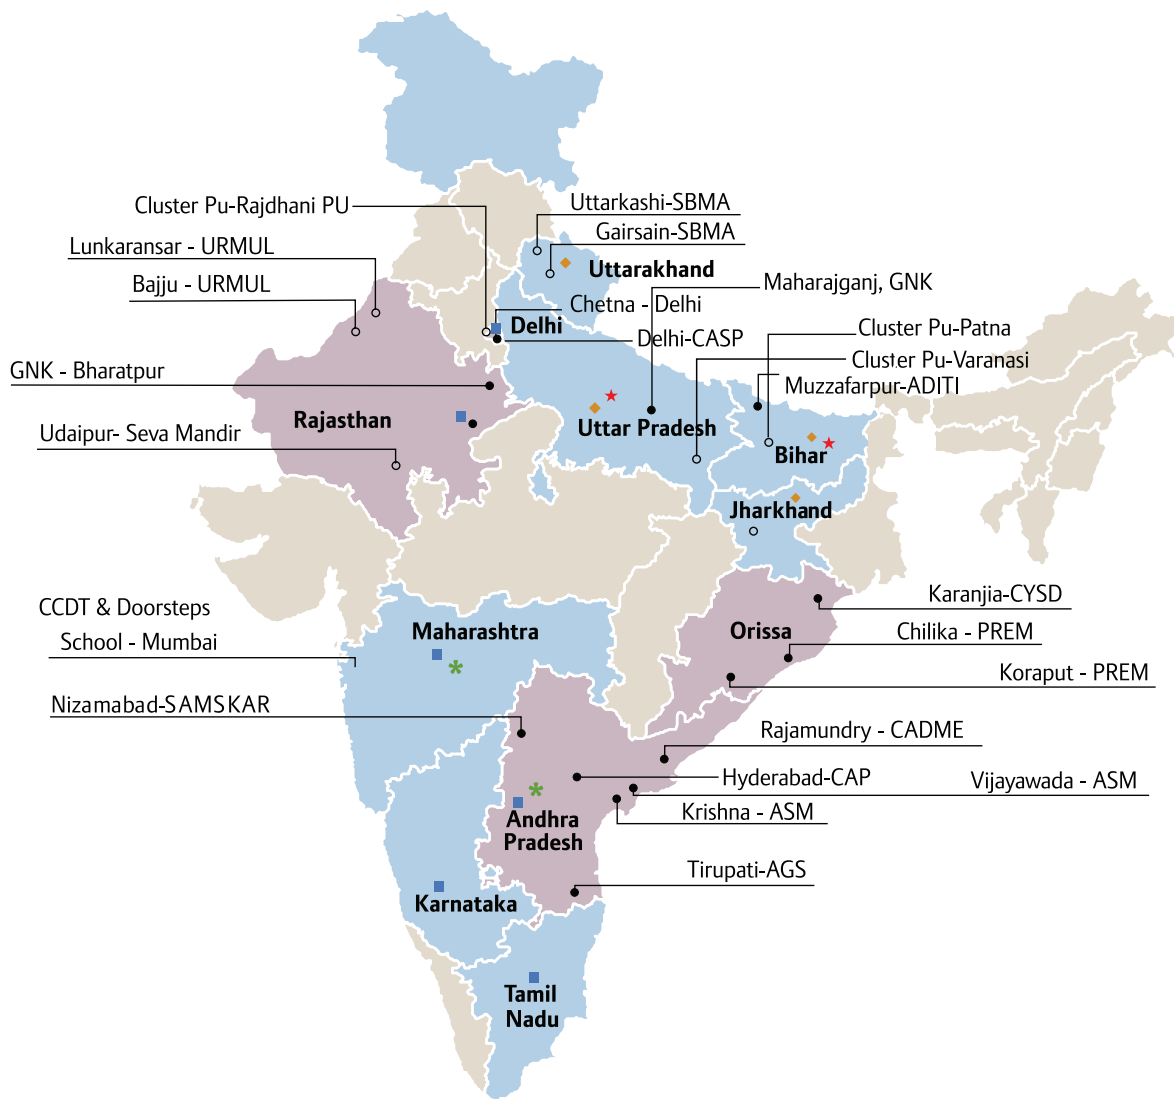 Uttarkashi-SBMA
Cluster Pu-Rajdhani PU
Gairsain-SBMA
Lunkaransar - URMUL
Uttarakhand
Bajju - URMUL
Maharajganj, GNK
Chetna - Delhi
Delhi
Cluster Pu-Patna
Delhi-CASP
Cluster Pu-Varanasi
GNK - Bharatpur
Muzzafarpur-ADITI
Rajasthan
Uttar Pradesh
Udaipur- Seva Mandir
Bihar
Jharkhand
Karanjia-CYSD
CCDT & Doorsteps
School - Mumbai
Maharashtra
Orissa
Chilika - PREM
Koraput - PREM
Nizamabad-SAMSKAR
Rajamundry - CADME
Hyderabad-CAP
Vijayawada - ASM
Krishna - ASM
Andhra
Pradesh
Tirupati-AGS
Karnataka
Tamil
Nadu